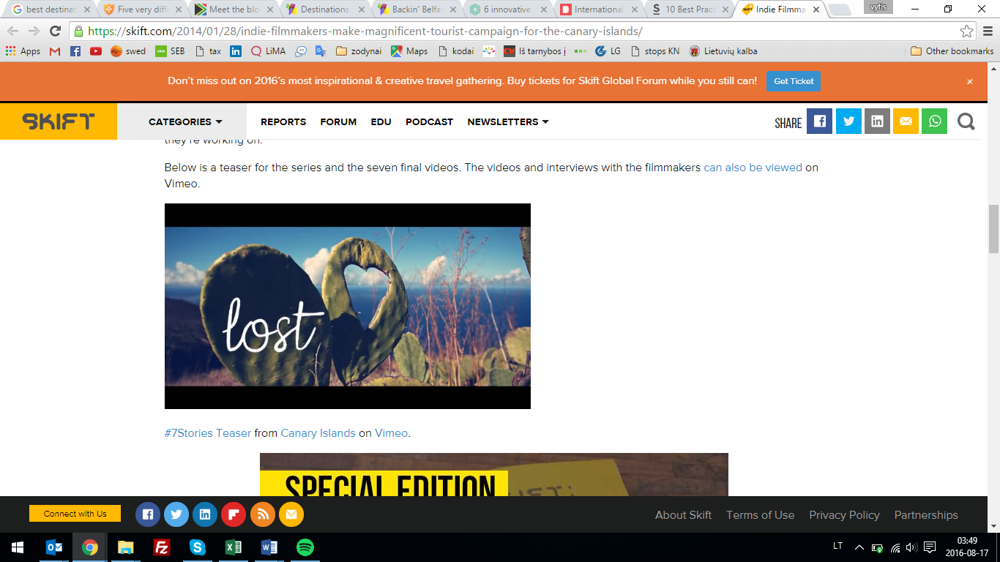 best destinat
Five very diffe
Meet the blo
Destinations
Backin' Belfas
6 innovative
International
10 Best Pract
Indie Filmma
vytis
https://skift.com/2014/01/28/indie-filmmakers-make-magnificent-tourist-campaign-for-the-canary-islands/
Apps
swed
SEB
tax
LiMA
zodynai
Maps
kodai
Iš tarnybos į
LG
stops KN
Lietuvių kalba
Other bookmarks
Don't miss out on 2016's most inspirational & creative travel gathering. Buy tickets for Skift Global Forum while you still can!
Get Ticket
SKIFT
CATEGORIES
REPORTS
FORUM
EDU
PODCAST
NEWSLETTERS
SHARE
they're working on.
Below is a teaser for the series and the seven final videos. The videos and interviews with the filmmakers can also be viewed on
Vimeo.
lost
#7Stories Teaser from Canary Islands on Vimeo.
SPECIAL EDITION
Connect with Us
About Skift
Terms of Use
Privacy Policy
Partnerships
LT
03:49
2016-08-17